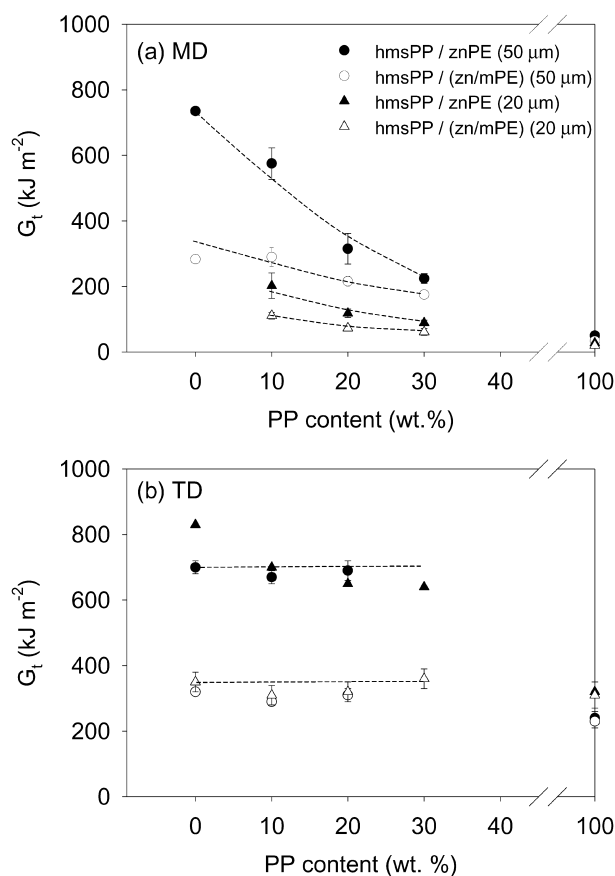 1000
(a) MD
hmsPP / znPE (50 μm)
hmsPP / (zn/mPE) (50 μm)
hmsPP / znPE (20 μm)
hmsPP / (zn/mPE) (20 μm)
800
600
400
200
0
Gt (kJ m-2)
0 10 20 30 40 100
PP content (wt.%)
1000
(b) TD
800
600
400
200
0
Gt (kJ m-2)
0 10 20 30 40 100
PP content (wt. %)